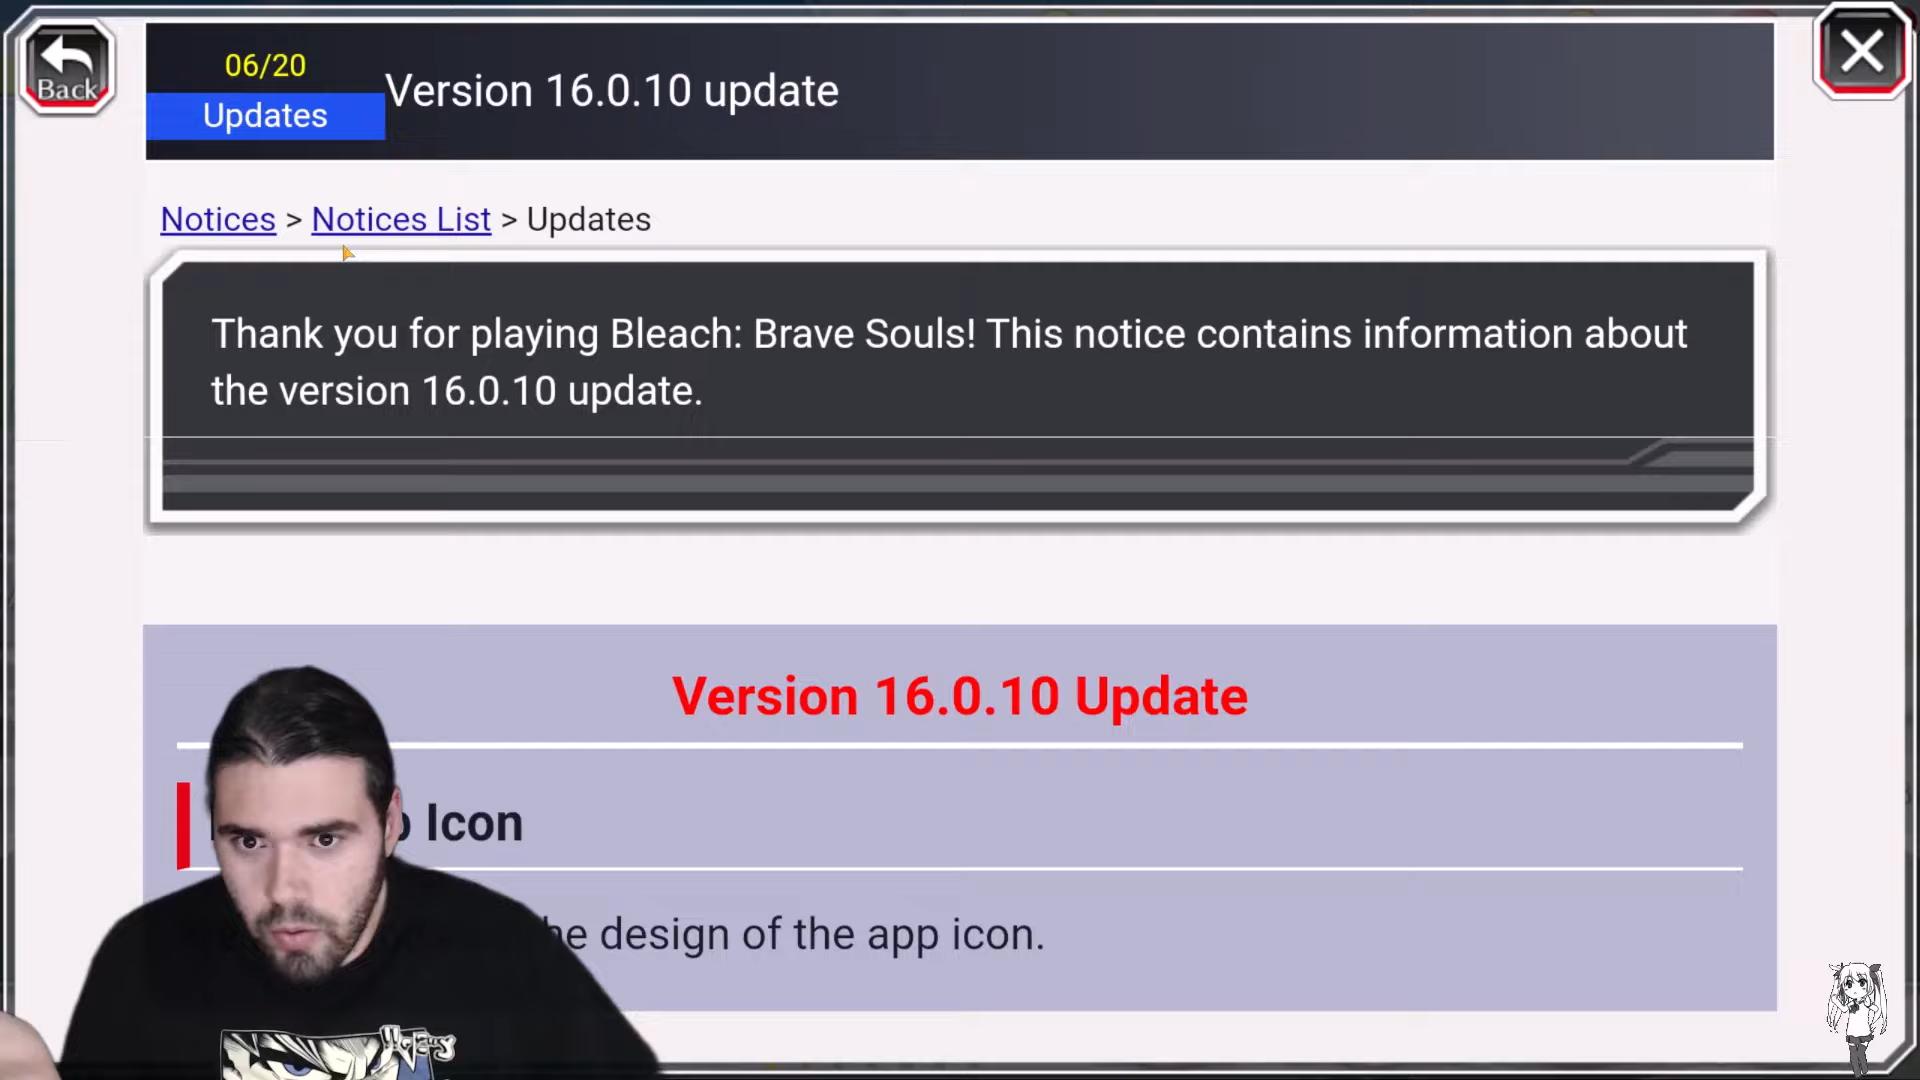 Back
06/20
Updates
Version 16.0.10 update
Notices > Notices List > Updates
Thank you for playing Bleach: Brave Souls! This notice contains information about
the version 16.0.10 update.
Version 16.0.10 Update
Icon
design of the app icon.